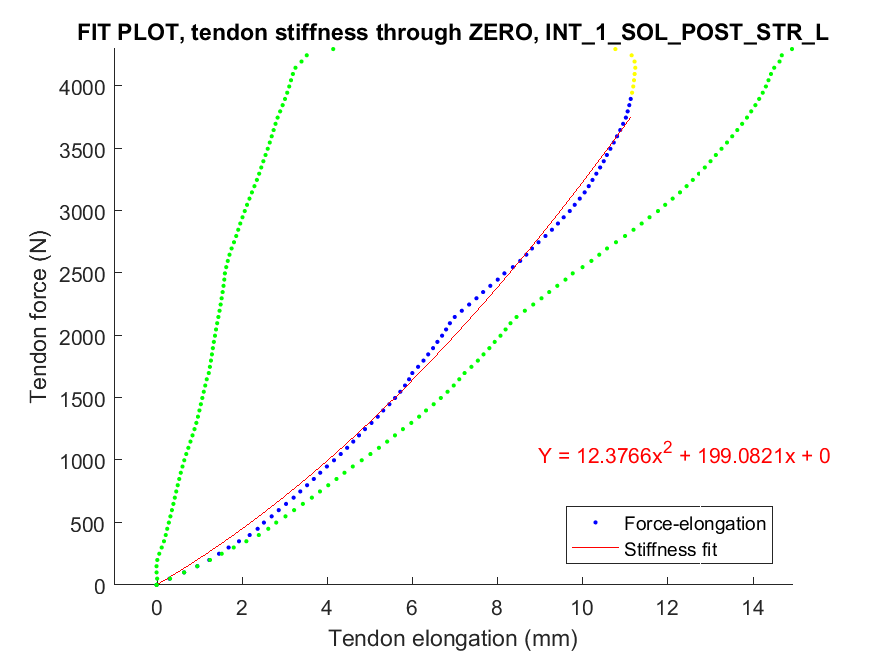 FIT PLOT, tendon stiffness through ZERO, INT_1_SOL_POST_STR_L
4000
3500
3000
2500
2000
1500
1000
500
0
Tendon force (N)
Y = 12.3766x² + 199.0821x + 0
Force-elongation
Stiffness fit
0 2 4 6 8 10 12 14
Tendon elongation (mm)